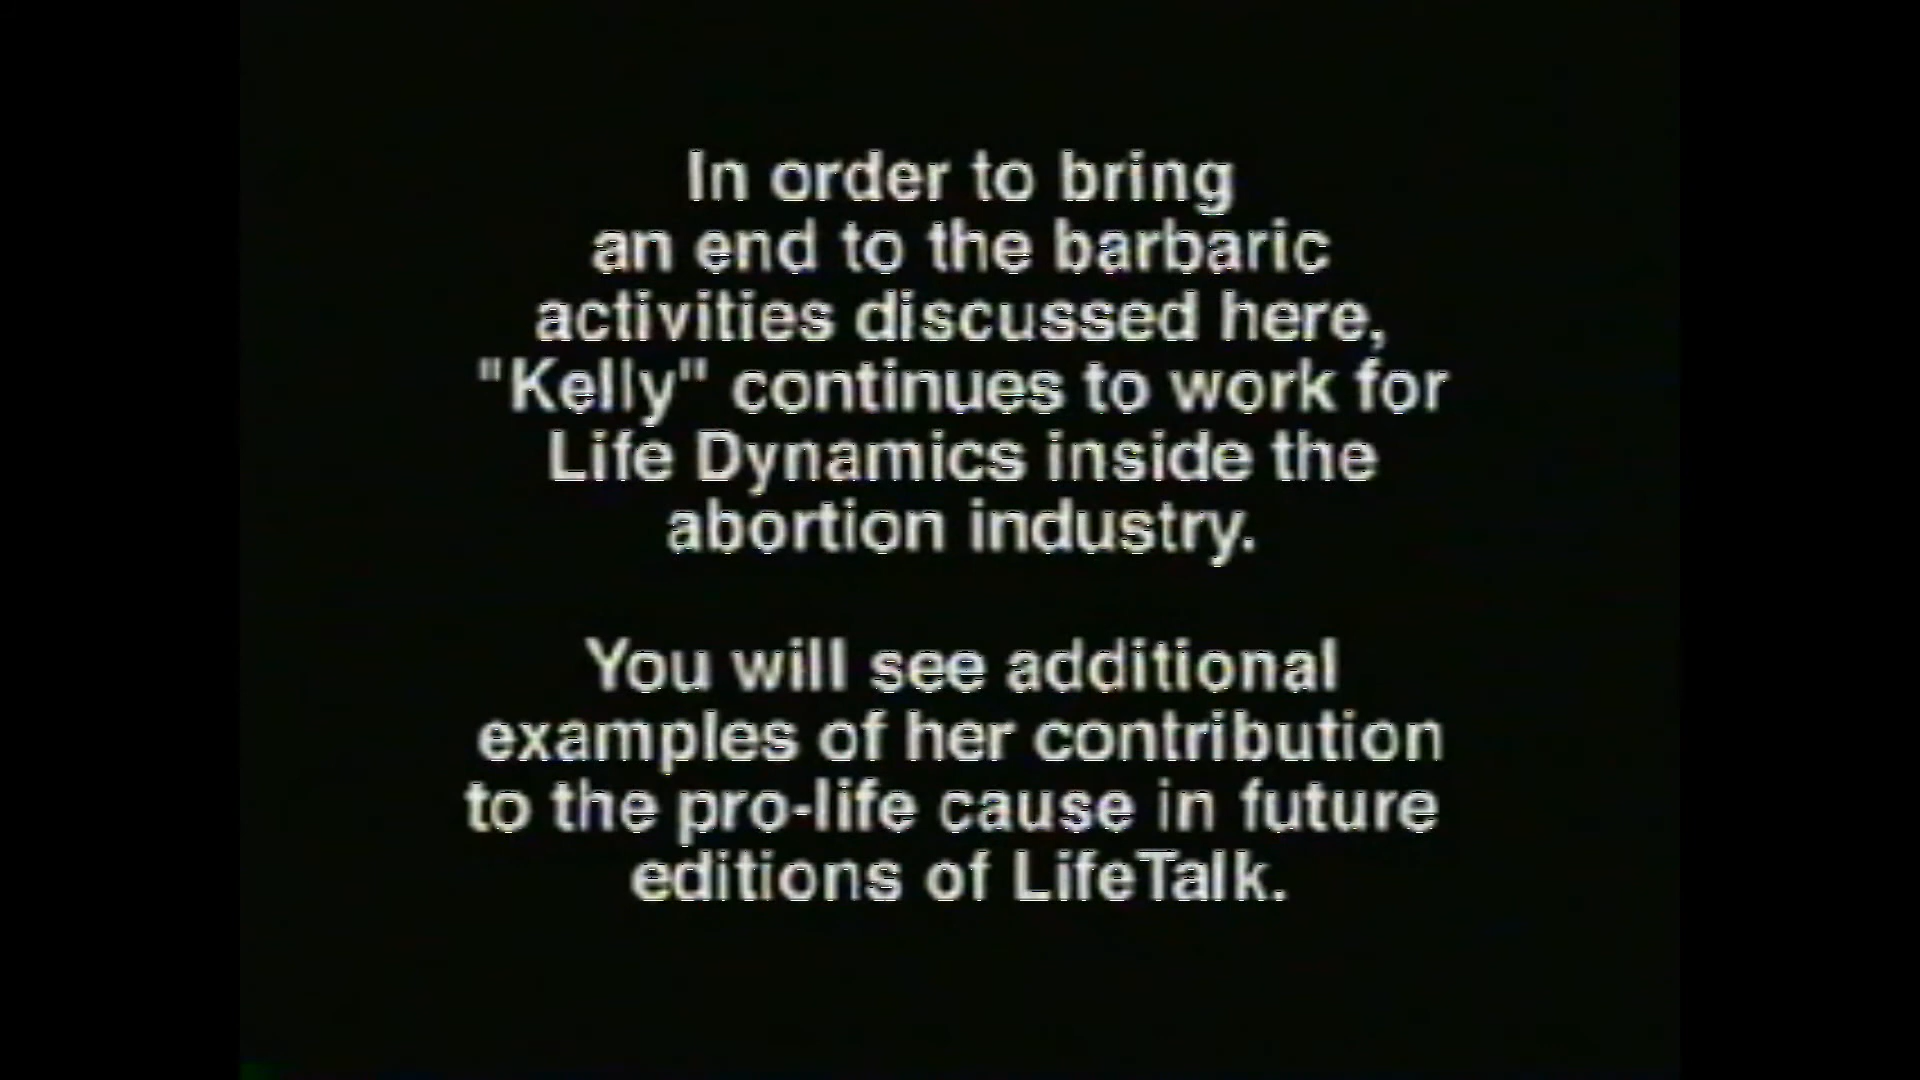 In order to bring
an end to the barbaric
activities discussed here,
"Kelly" continues to work for
Life Dynamics inside the
abortion industry.
You will see additional
examples of her contribution
to the pro-life cause in future
editions of LifeTalk.